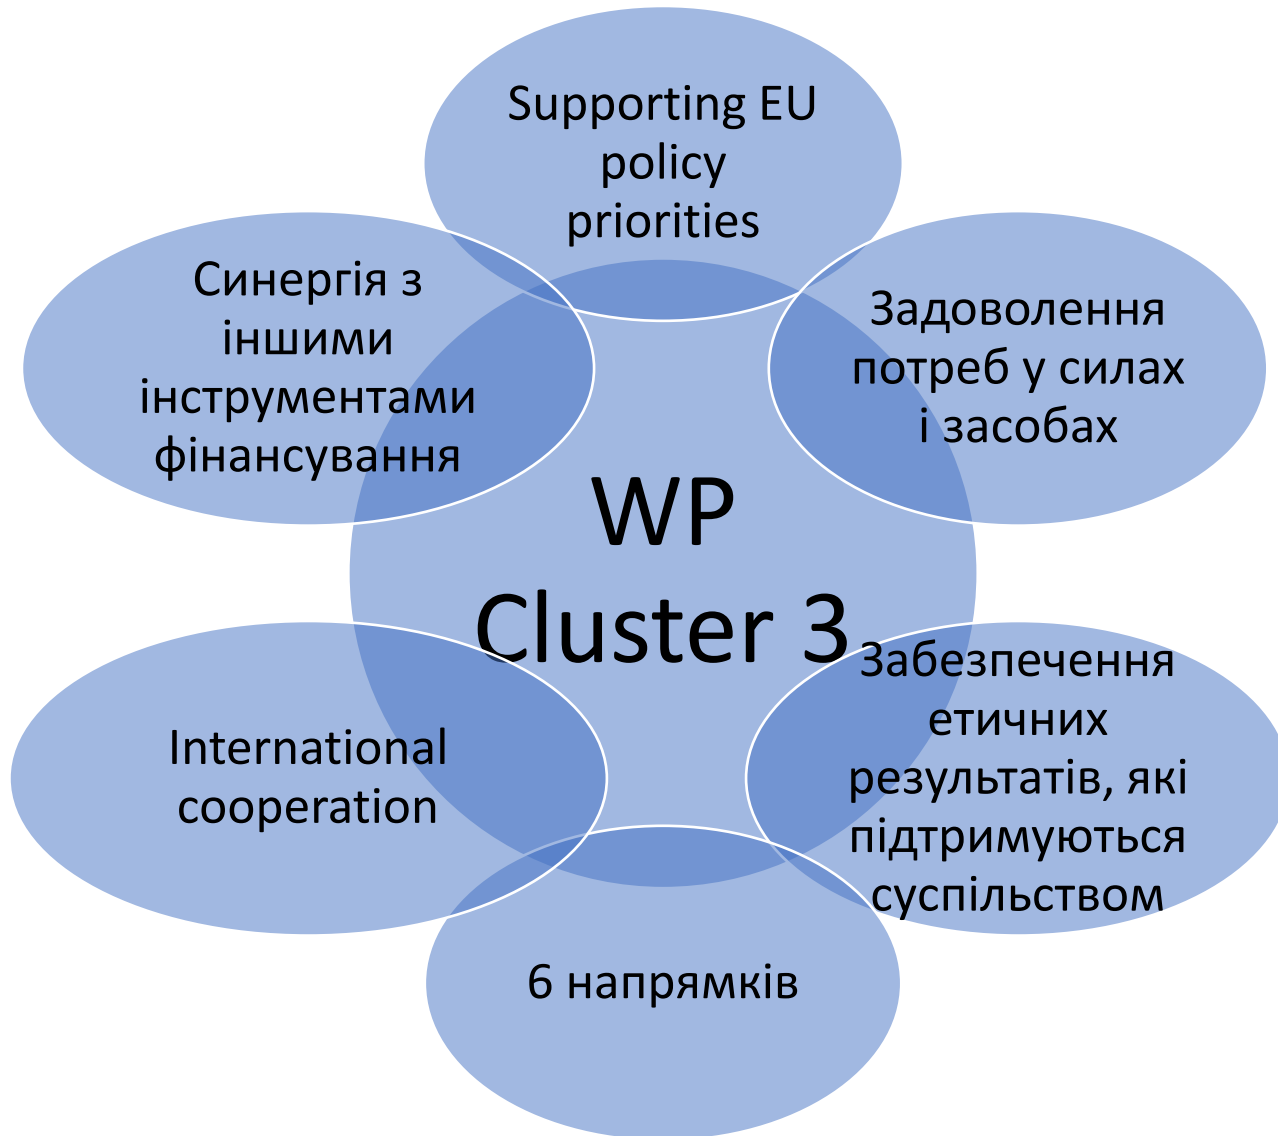 Supporting EU
policy
priorities
Синергія з
іншими
інструментами
фінансування
Задоволення
потреб у силах
і засобах
WP
Cluster 3
International
cooperation
Забезпечення
етичних
результатів, які
підтримуються
суспільством
6 напрямків